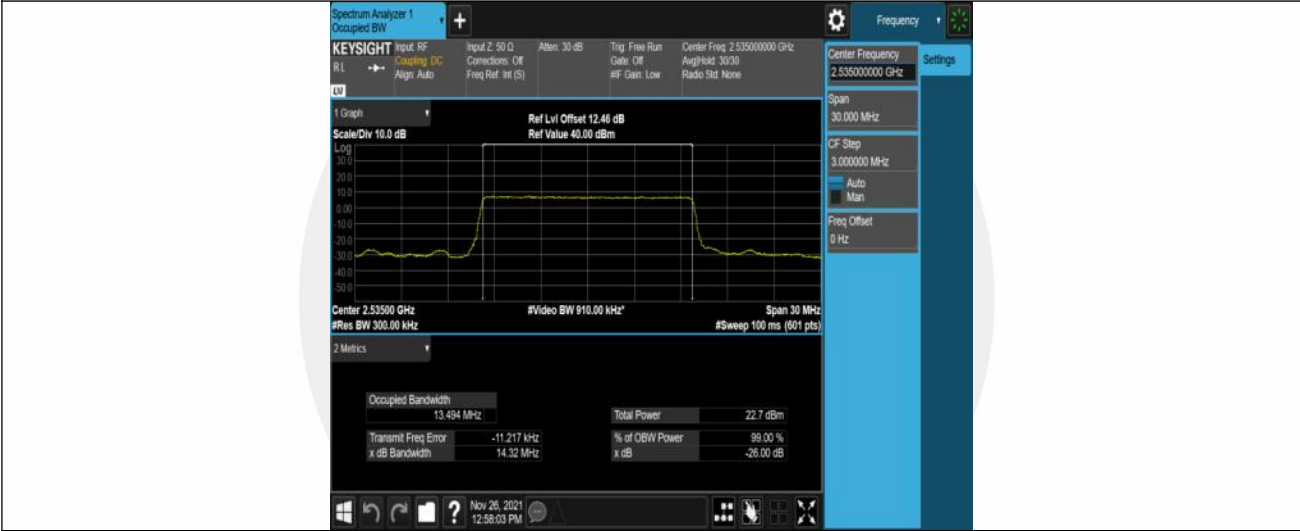 Spectrum Analyzer 1
Occupied BW
+
Frequency
KEYSIGHT
RL
LV
Input: RF
Coupling: DC
Align: Auto
Input Z: 50 Ω
Corrections: Off
Freq Ref: Int (S)
Atten: 30 dB
Trig: Free Run
Gate: Off
#IF Gain: Low
Center Freq: 2.535000000 GHz
Avg|Hold: 30/30
Radio Std: None
1 Graph
Scale/Div 10.0 dB
Ref Lvl Offset 12.46 dB
Ref Value 40.00 dBm
Log
30.0
20.0
10.0
0.00
-10.0
-20.0
-30.0
-40.0
-50.0
Center 2.53500 GHz
#Res BW 300.00 kHz
#Video BW 910.00 kHz*
Span 30 MHz
#Sweep 100 ms (601 pts)
2 Metrics
Occupied Bandwidth
13.494 MHz
Transmit Freq Error -11.217 kHz
x dB Bandwidth 14.32 MHz
Total Power 22.7 dBm
% of OBW Power 99.00 %
x dB -26.00 dB
Center Frequency
2.535000000 GHz
Settings
Span
30.000 MHz
CF Step
3.000000 MHz
Auto
Man
Freq Offset
0 Hz
?
Nov 26, 2021
12:58:03 PM